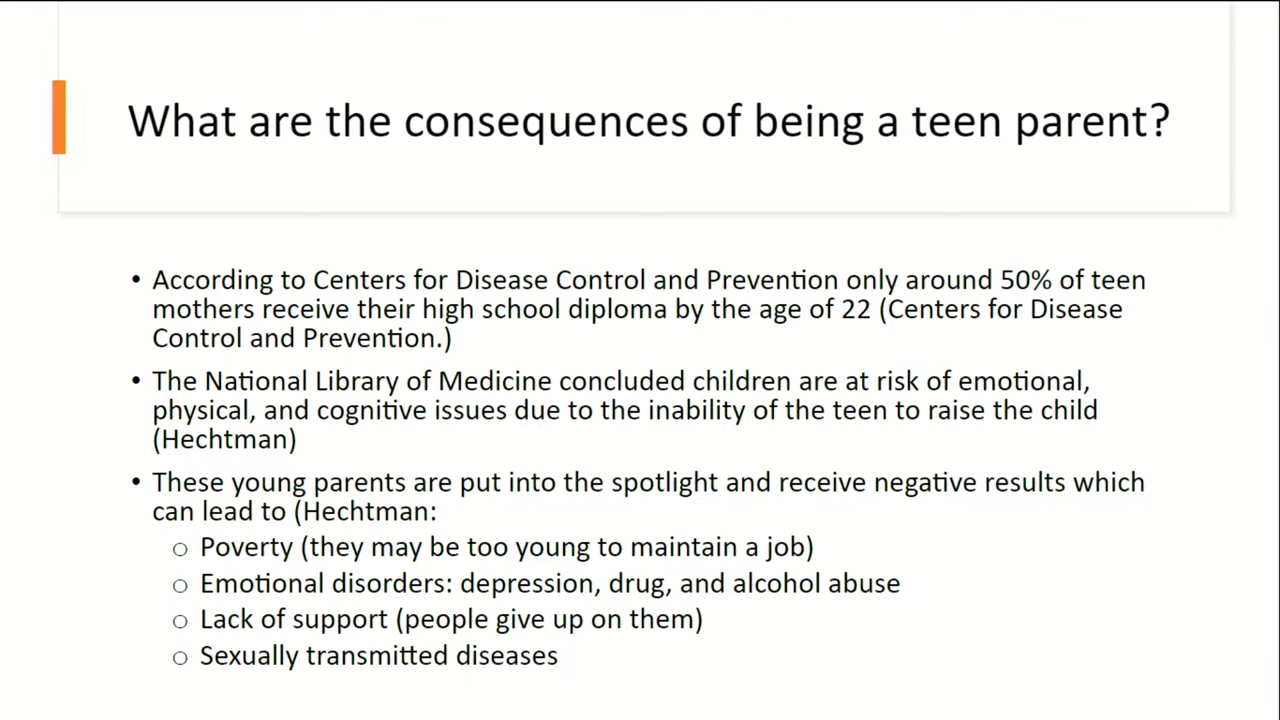 What are the consequences of being a teen parent?
• According to Centers for Disease Control and Prevention only around 50% of teen
mothers receive their high school diploma by the age of 22 (Centers for Disease
Control and Prevention.)
• The National Library of Medicine concluded children are at risk of emotional,
physical, and cognitive issues due to the inability of the teen to raise the child
(Hechtman)
• These young parents are put into the spotlight and receive negative results which
can lead to (Hechtman:
○ Poverty (they may be too young to maintain a job)
○ Emotional disorders: depression, drug, and alcohol abuse
○ Lack of support (people give up on them)
○ Sexually transmitted diseases